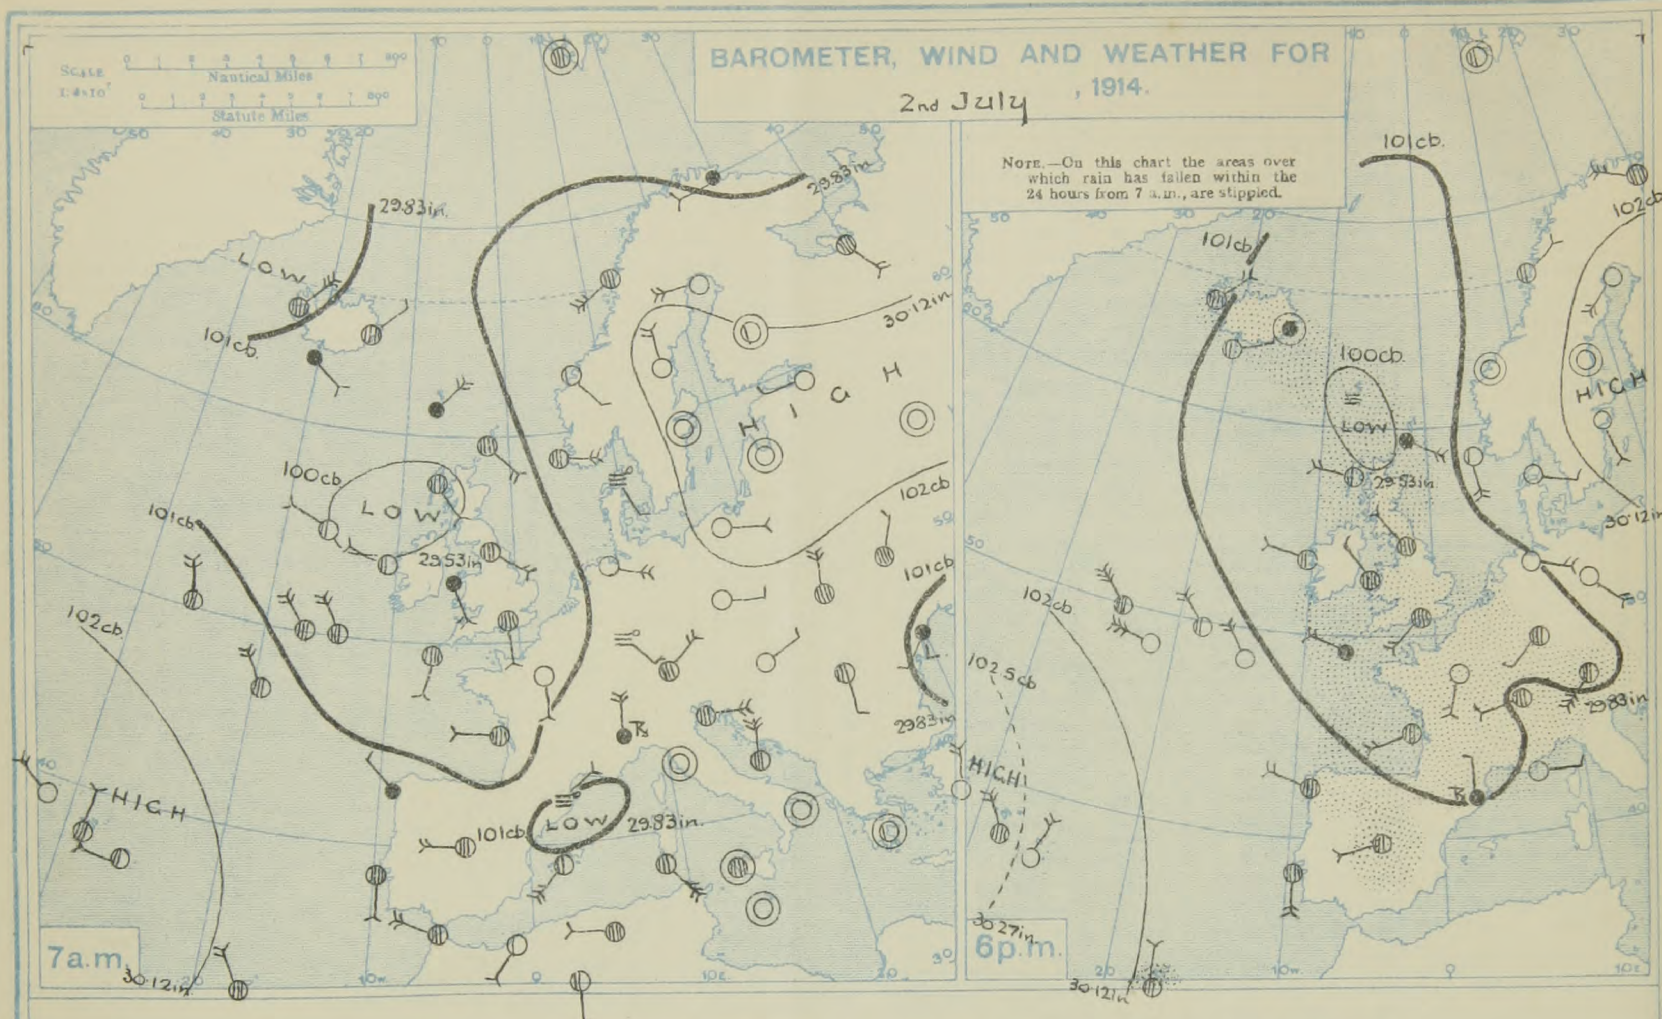 SCALE
Nautical Miles
Statute Miles
BAROMETER, WIND AND WEATHER FOR
2nd July , 1914.
NOTE.—On this chart the areas over
which rain has fallen within the
24 hours from 7 a.m., are stippled.
29.83in.
LOW
101cb.
29.83in.
30.12in
HIGH
100cb.
LOW
29.53in
102cb
101cb
101cb
29.83in
L
102cb.
HIGH
101cb
LOW
29.83in.
30.12in
7a.m.
101cb.
102cb
101cb
100cb.
LOW
29.53in
HIGH
30.12in
102cb.
102.5cb
HIGH
29.83in
30.27in
30.12in
6p.m.